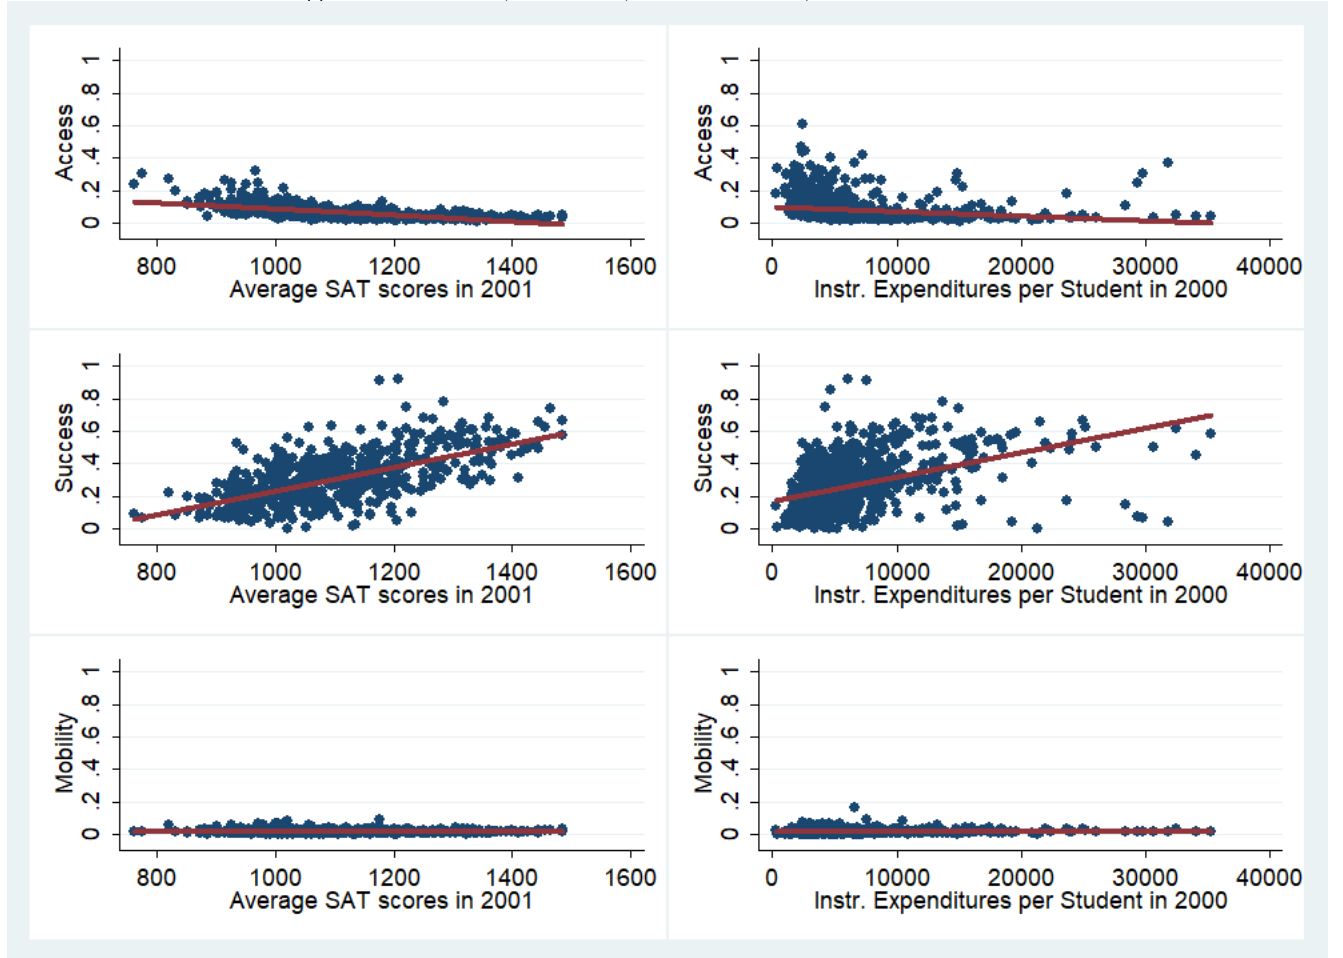 Access
0 .2 .4 .6 .8 1
800 1000 1200 1400 1600
Average SAT scores in 2001
Access
0 .2 .4 .6 .8 1
0 10000 20000 30000 40000
Instr. Expenditures per Student in 2000
Success
0 .2 .4 .6 .8 1
800 1000 1200 1400 1600
Average SAT scores in 2001
Success
0 .2 .4 .6 .8 1
0 10000 20000 30000 40000
Instr. Expenditures per Student in 2000
Mobility
0 .2 .4 .6 .8 1
800 1000 1200 1400 1600
Average SAT scores in 2001
Mobility
0 .2 .4 .6 .8 1
0 10000 20000 30000 40000
Instr. Expenditures per Student in 2000